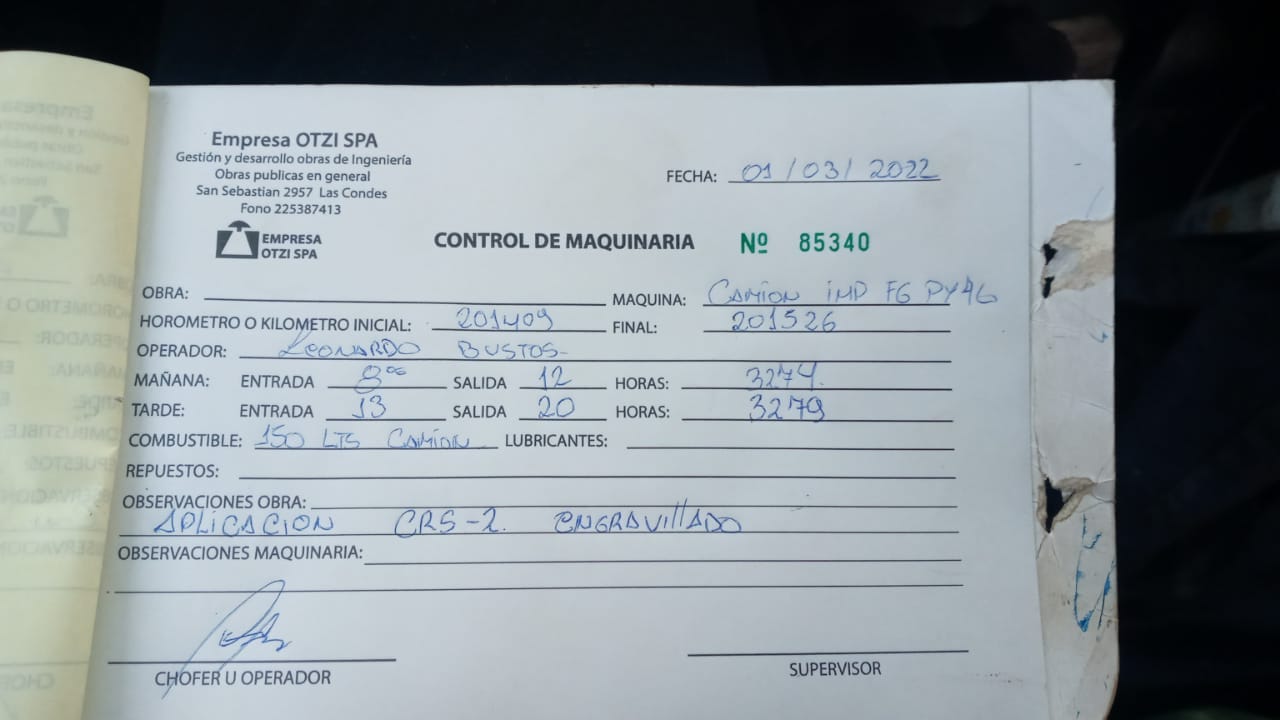 Empresa OTZI SPA
Gestión y desarrollo obras de Ingeniería
Obras publicas en general
San Sebastian 2957 Las Condes
Fono 225387413
EMPRESA
OTZI SPA
FECHA: 01/03/2022
CONTROL DE MAQUINARIA Nº 85340
OBRA: MAQUINA: CAMION IMP FG PY46
HOROMETRO O KILOMETRO INICIAL: 201409 FINAL: 201526
OPERADOR: LEONARDO BUSTOS-
MAÑANA: ENTRADA 8⁰⁰ SALIDA 12 HORAS: 3274.
TARDE: ENTRADA 13 SALIDA 20 HORAS: 3279
COMBUSTIBLE: 150 LTS CAMION LUBRICANTES:
REPUESTOS:
OBSERVACIONES OBRA:
APLICACION CRS-2. ENGRAVILLADO
OBSERVACIONES MAQUINARIA:
CHOFER U OPERADOR SUPERVISOR